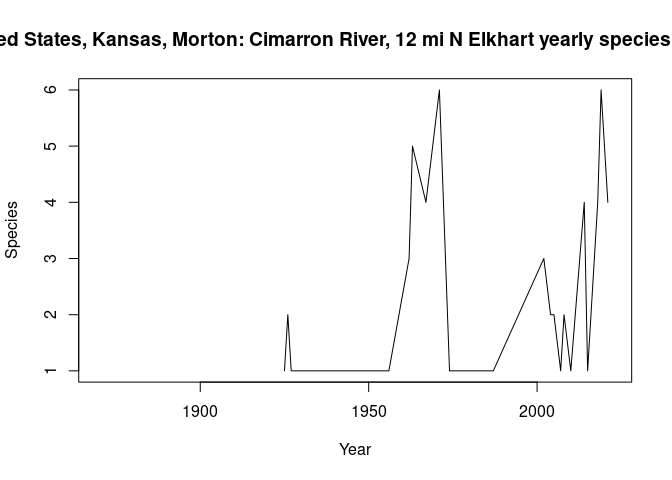 ed States, Kansas, Morton: Cimarron River, 12 mi N Elkhart yearly species
6
5
4
3
2
1
Species
1900 1950 2000
Year